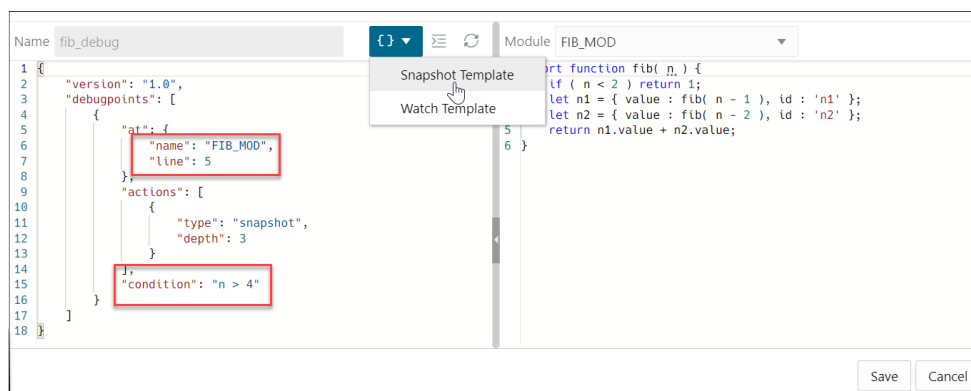 Name fib_debug {} Module FIB_MOD
1 {
2 "version": "1.0",
3 "debugpoints": [
4 {
5 "at": {
6 "name": "FIB_MOD",
7 "line": 5
8 },
9 "actions": [
10 {
11 "type": "snapshot",
12 "depth": 3
13 }
14 ],
15 "condition": "n > 4"
16 }
17 ]
18 }
Snapshot Template
Watch Template
ort function fib( n ) {
if ( n < 2 ) return 1;
let n1 = { value : fib( n - 1 ), id : 'n1' };
let n2 = { value : fib( n - 2 ), id : 'n2' };
5 return n1.value + n2.value;
6 }
Save Cancel